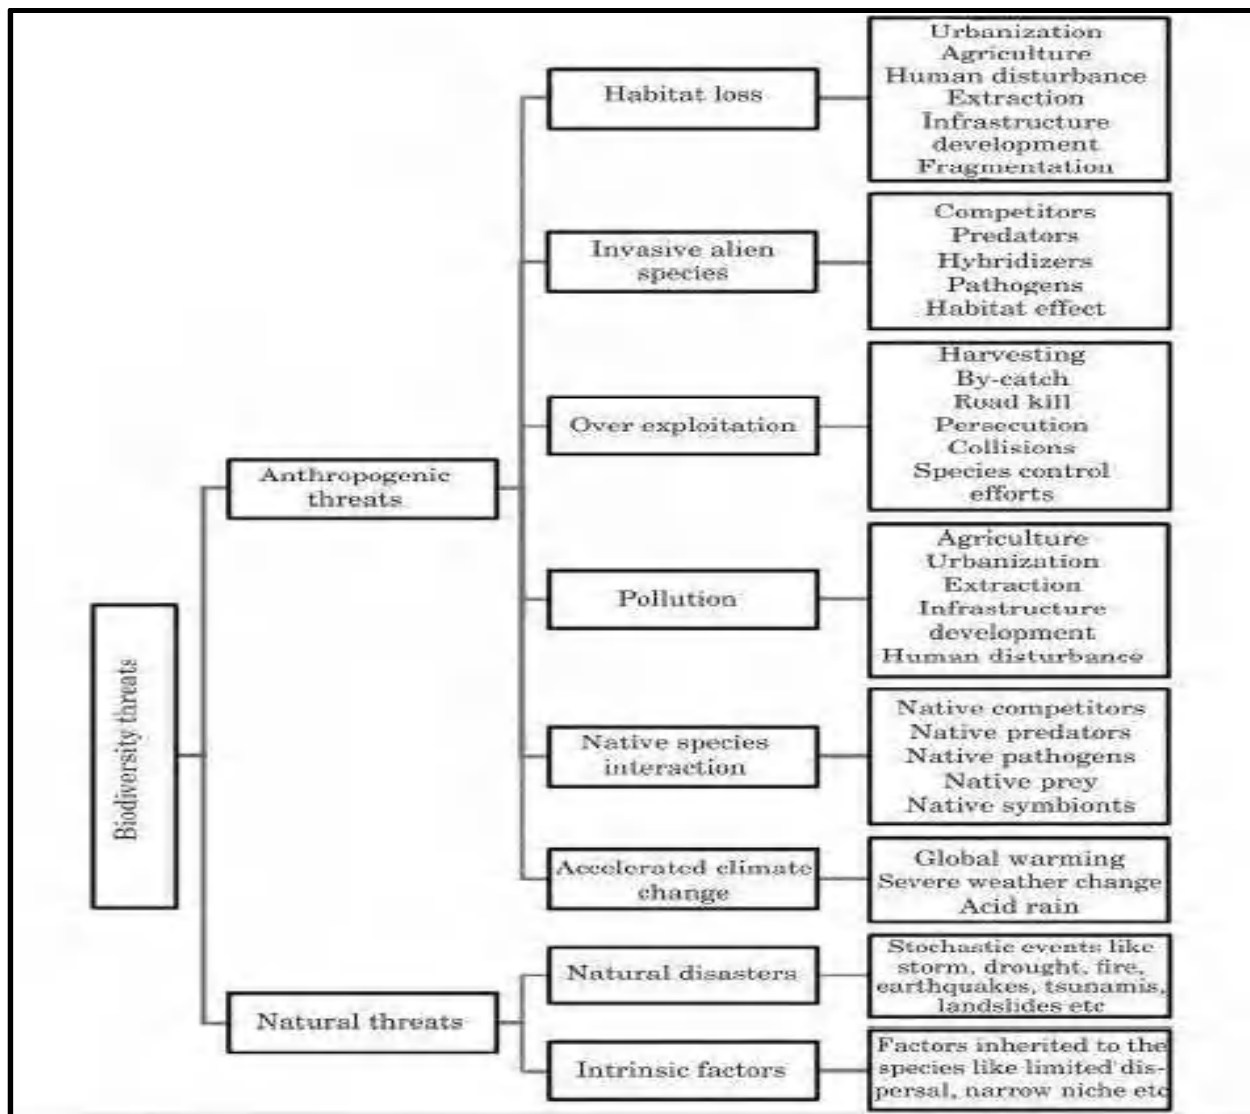 Biodiversity threats
Anthropogenic
threats
Natural threats
Habitat loss
Urbanization
Agriculture
Human disturbance
Extraction
Infrastructure
development
Fragmentation
Invasive alien
species
Competitors
Predators
Hybridizers
Pathogens
Habitat effect
Over exploitation
Harvesting
By-catch
Road kill
Persecution
Collisions
Species control
efforts
Pollution
Agriculture
Urbanization
Extraction
Infrastructure
development
Human disturbance
Native species
interaction
Native competitors
Native predators
Native pathogens
Native prey
Native symbionts
Accelerated climate
change
Global warming
Severe weather change
Acid rain
Natural disasters
Stochastic events like
storm, drought, fire,
earthquakes, tsunamis,
landslides etc
Intrinsic factors
Factors inherited to the
species like limited dis-
persal, narrow niche etc